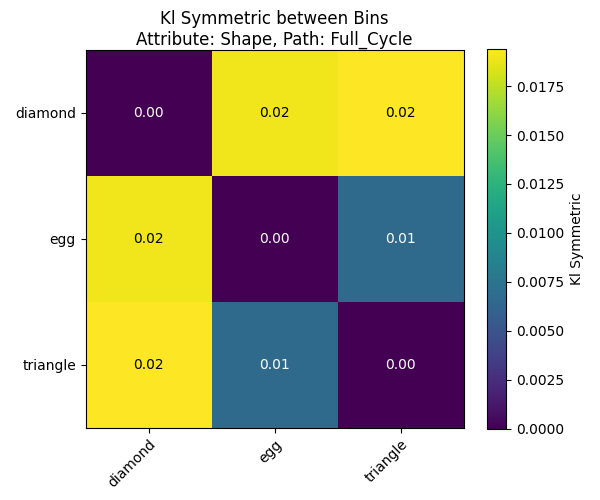 Kl Symmetric between Bins
Attribute: Shape, Path: Full_Cycle
diamond
0.00
0.02
0.02
egg
0.02
0.00
0.01
triangle
0.02
0.01
0.00
diamond
egg
triangle
0.0175
0.0150
0.0125
0.0100
0.0075
0.0050
0.0025
0.0000
Kl Symmetric